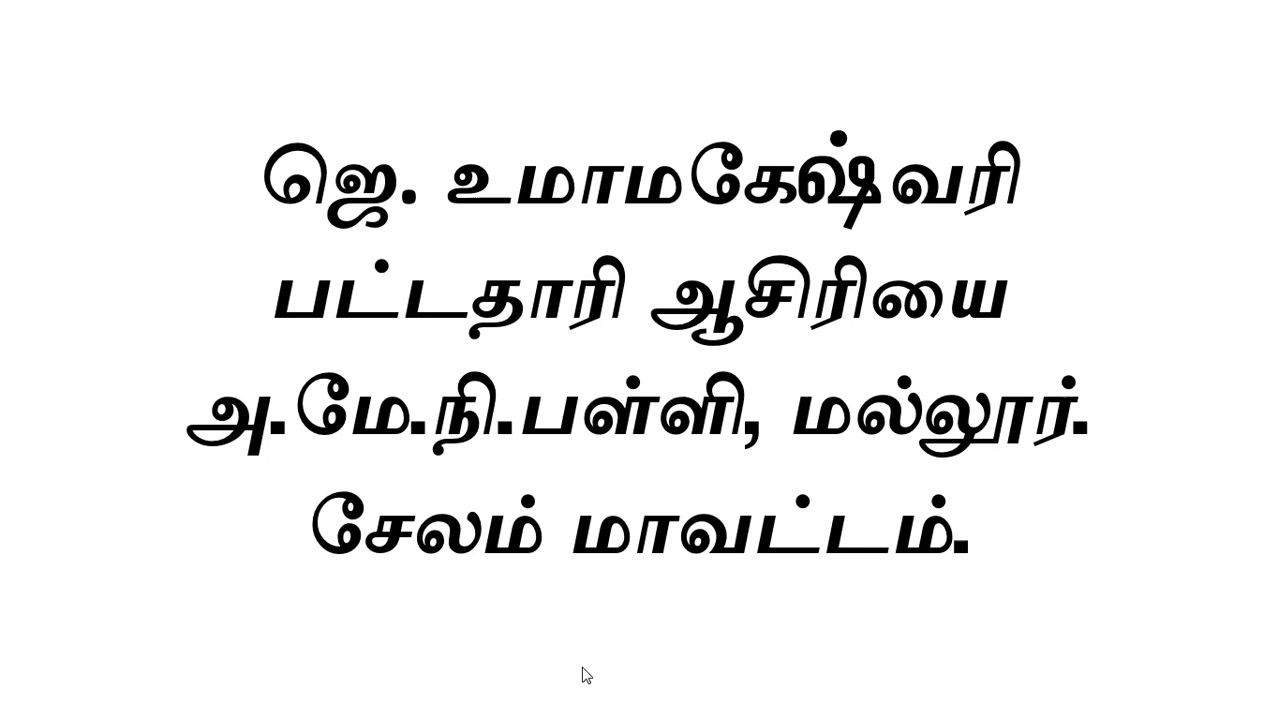 ஜெ. உமாமகேஷ்வரி
பட்டதாரி ஆசிரியை
அ.மே.நி.பள்ளி, மல்லூர்.
சேலம் மாவட்டம்.